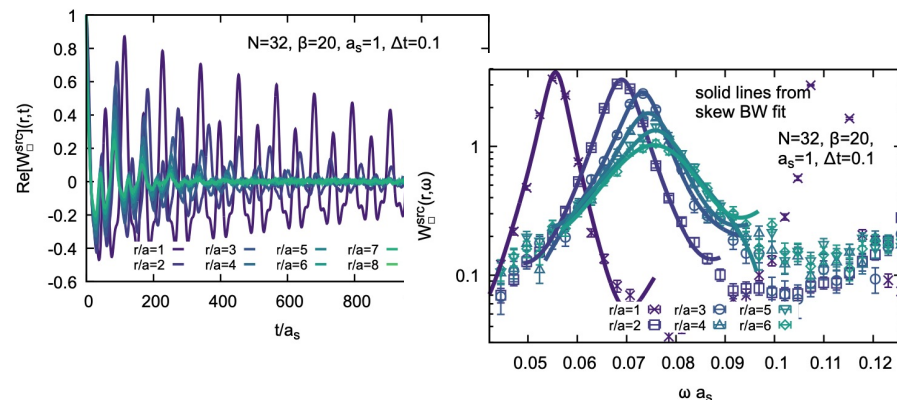 1
0.8
0.6
0.4
0.2
0
-0.2
-0.4
-0.6
Re[W□^src](r,t)
N=32, β=20, a_s=1, Δt=0.1
r/a=1 r/a=3 r/a=5 r/a=7
r/a=2 r/a=4 r/a=6 r/a=8
0 200 400 600 800
t/a_s
W□^src(r,ω)
1
0.1
solid lines from
skew BW fit
N=32, β=20,
a_s=1, Δt=0.1
r/a=1 r/a=3 r/a=5
r/a=2 r/a=4 r/a=6
0.05 0.06 0.07 0.08 0.09 0.1 0.11 0.12
ω a_s